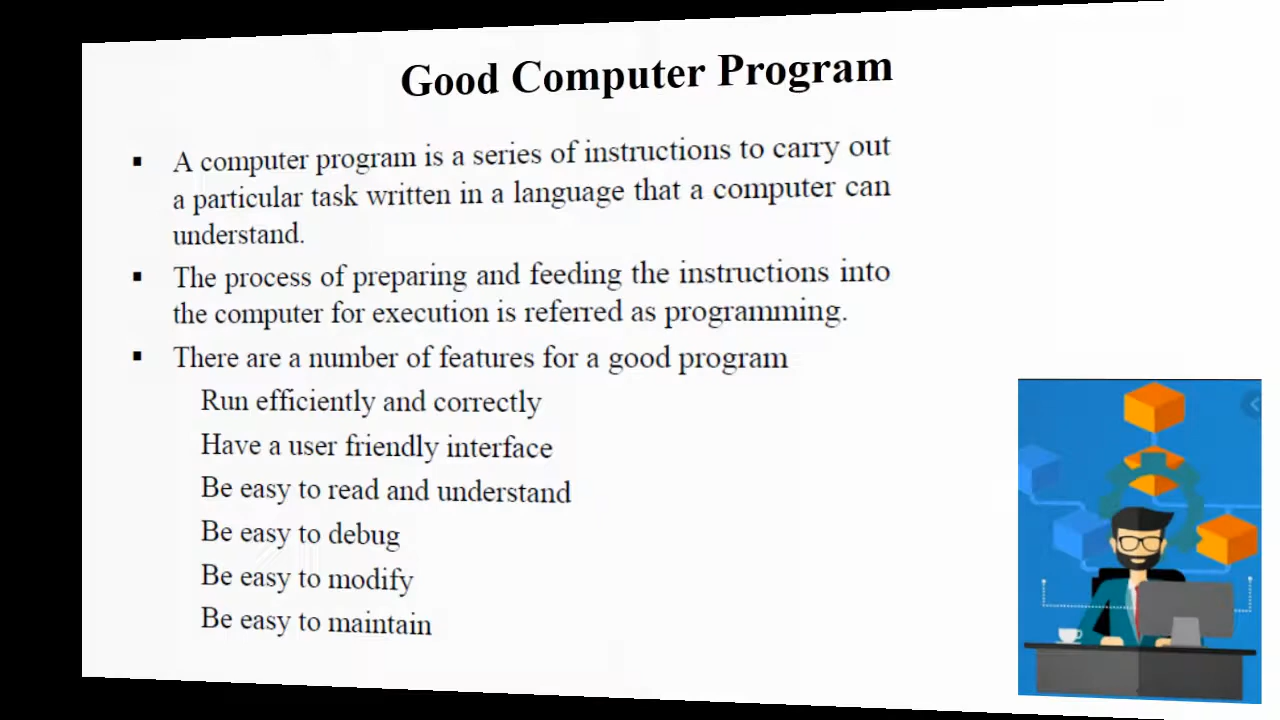 Good Computer Program
▪ A computer program is a series of instructions to carry out
a particular task written in a language that a computer can
understand.
▪ The process of preparing and feeding the instructions into
the computer for execution is referred as programming.
▪ There are a number of features for a good program
Run efficiently and correctly
Have a user friendly interface
Be easy to read and understand
Be easy to debug
Be easy to modify
Be easy to maintain